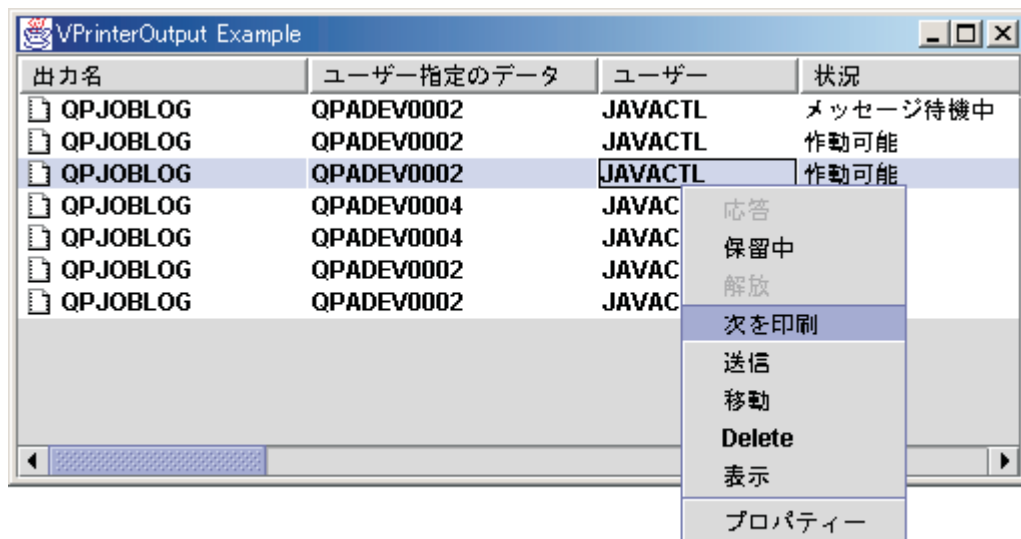 VPrinterOutput Example
出力名 ユーザー指定のデータ ユーザー 状況
QPJOBLOG QPADEV0002 JAVACTL メッセージ待機中
QPJOBLOG QPADEV0002 JAVACTL 作動可能
QPJOBLOG QPADEV0002 JAVACTL 作動可能
QPJOBLOG QPADEV0004 JAVAC
QPJOBLOG QPADEV0004 JAVAC
QPJOBLOG QPADEV0002 JAVAC
QPJOBLOG QPADEV0002 JAVAC
応答
保留中
解放
次を印刷
送信
移動
Delete
表示
プロパティー